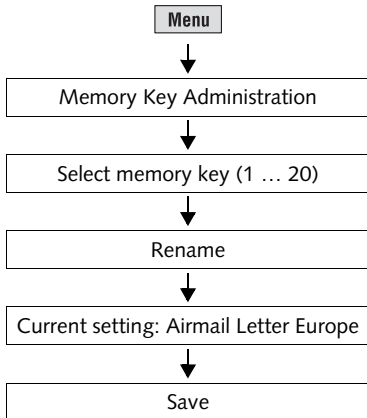 Menu
Memory Key Administration
Select memory key (1 … 20)
Rename
Current setting: Airmail Letter Europe
Save